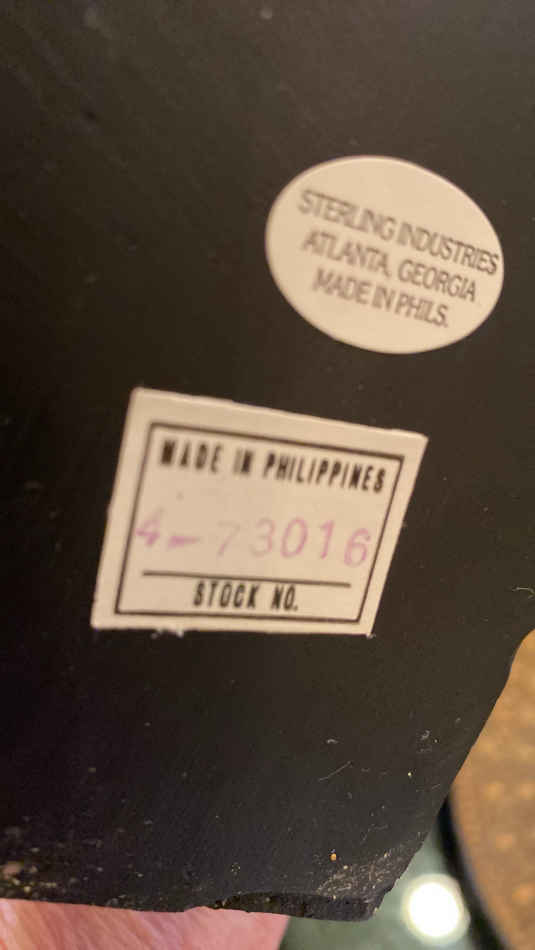 STERLING INDUSTRIES
ATLANTA, GEORGIA
MADE IN PHILS.
MADE IN PHILIPPINES
4-73016
STOCK NO.